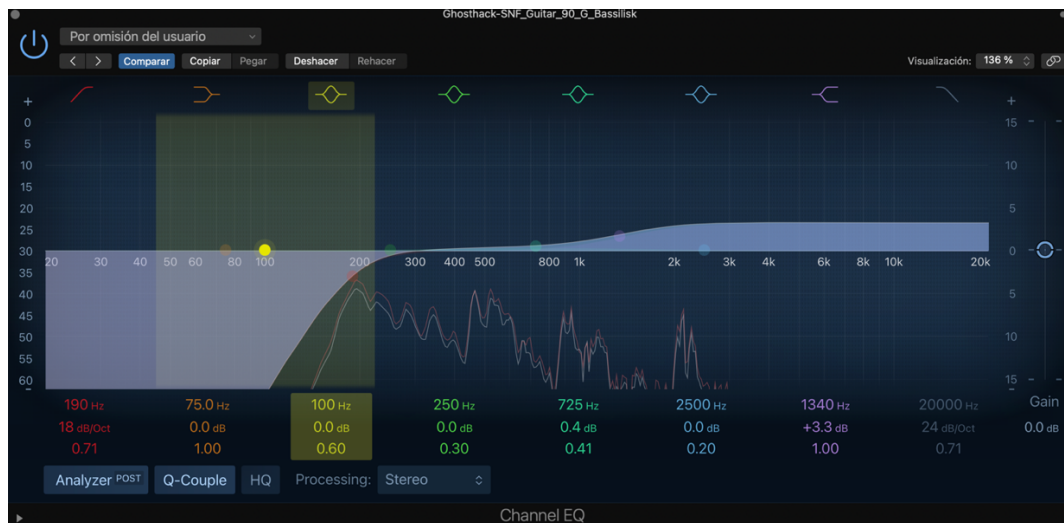 Ghosthack-SNF_Guitar_90_G_Bassilisk
Por omisión del usuario
Comparar Copiar Pegar Deshacer Rehacer Visualización: 136 %
+ +
0 15
5
10 10
15
20 5
25
30 0
20 30 40 50 60 80 100 200 300 400 500 800 1k 2k 3k 4k 6k 8k 10k 20k
35
40 5
45
50 10
55
60 15
- -
190 Hz 75.0 Hz 100 Hz 250 Hz 725 Hz 2500 Hz 1340 Hz 20000 Hz Gain
18 dB/Oct 0.0 dB 0.0 dB 0.0 dB 0.4 dB 0.0 dB +3.3 dB 24 dB/Oct 0.0 dB
0.71 1.00 0.60 0.30 0.41 0.20 1.00 0.71
Analyzer POST Q-Couple HQ Processing: Stereo
Channel EQ